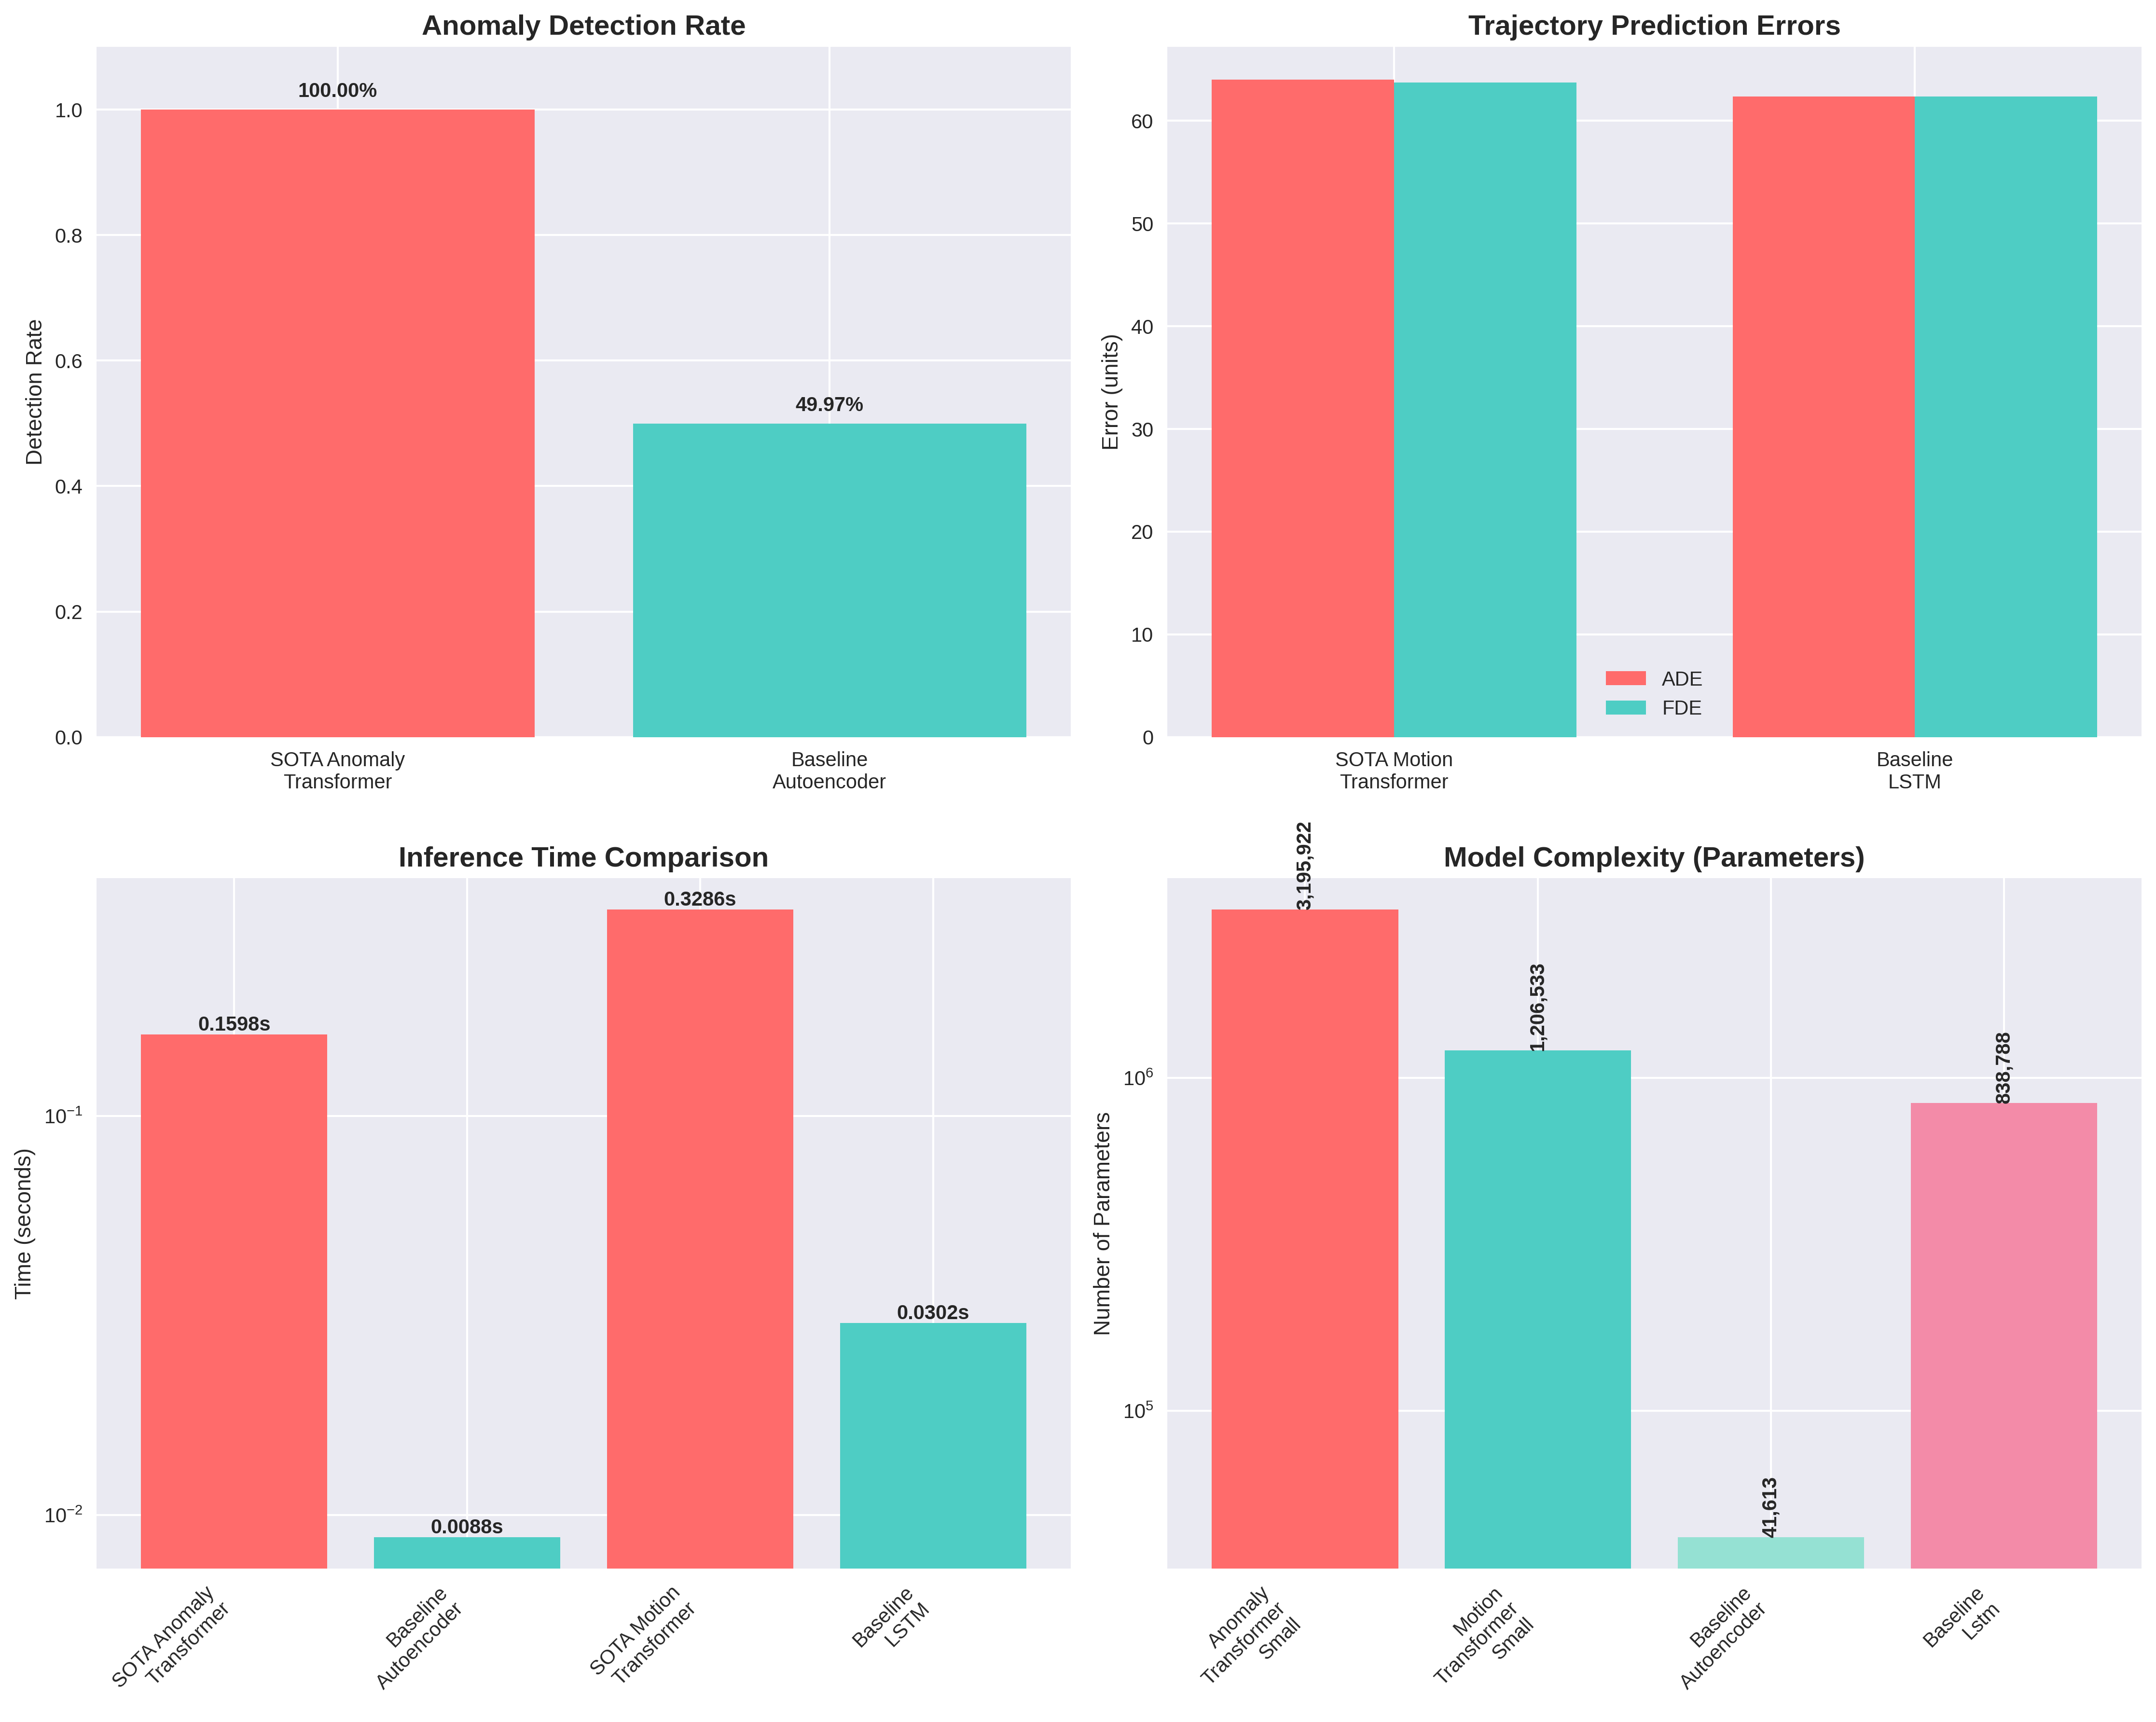 Anomaly Detection Rate
Detection Rate
1.0
0.8
0.6
0.4
0.2
0.0
100.00%
49.97%
SOTA Anomaly
Transformer
Baseline
Autoencoder
Trajectory Prediction Errors
Error (units)
60
50
40
30
20
10
0
ADE
FDE
SOTA Motion
Transformer
Baseline
LSTM
Inference Time Comparison
Time (seconds)
10⁻¹
10⁻²
0.1598s
0.0088s
0.3286s
0.0302s
SOTA Anomaly
Transformer
Baseline
Autoencoder
SOTA Motion
Transformer
Baseline
LSTM
Model Complexity (Parameters)
Number of Parameters
10⁶
10⁵
3,195,922
1,206,533
41,613
838,788
Anomaly
Transformer
Small
Motion
Transformer
Small
Baseline
Autoencoder
Baseline
Lstm